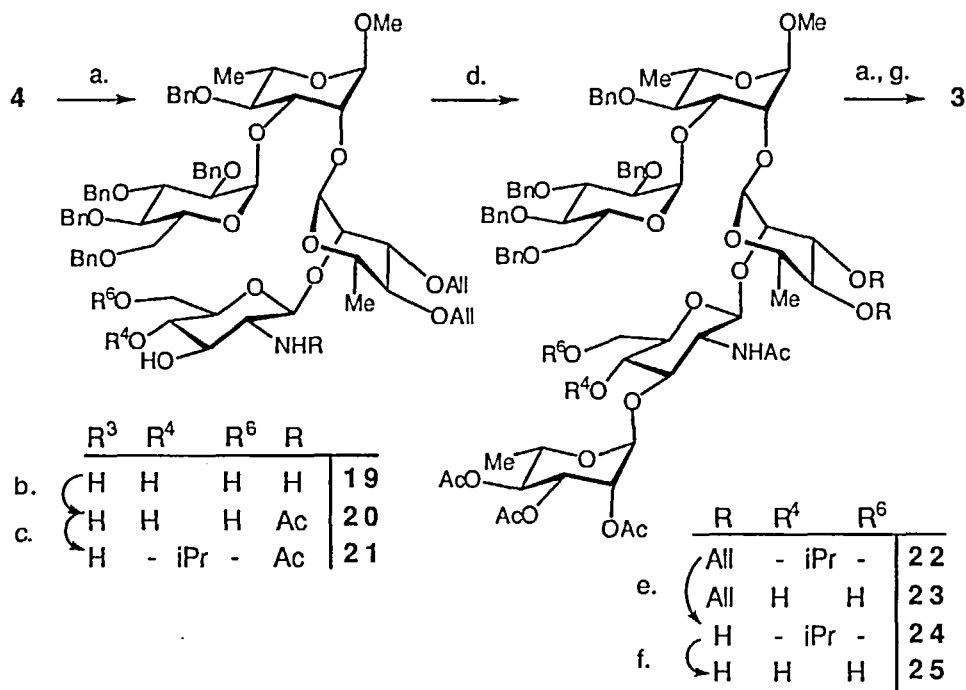 OMe
OMe
a.
Me
O
d.
Me
O
a., g.
4
BnO
O
BnO
O
3
O
O
O
O
BnO
BnO
BnO
BnO
BnO
BnO
O
O
BnO
O
BnO
O
BnO
O
OAll
BnO
O
OR
R⁶O
O
O
Me
OAll
O
Me
OR
R⁴O
HO
NHR
R⁶O
O
NHAc
R⁴O
O
R³ R⁴ R⁶ R
b. H H H H 19
Me
O
c. H H H Ac 20
AcO
AcO
OAc
H - iPr - Ac 21
R R⁴ R⁶
All - iPr - 22
e. All H H 23
H - iPr - 24
f. H H H 25